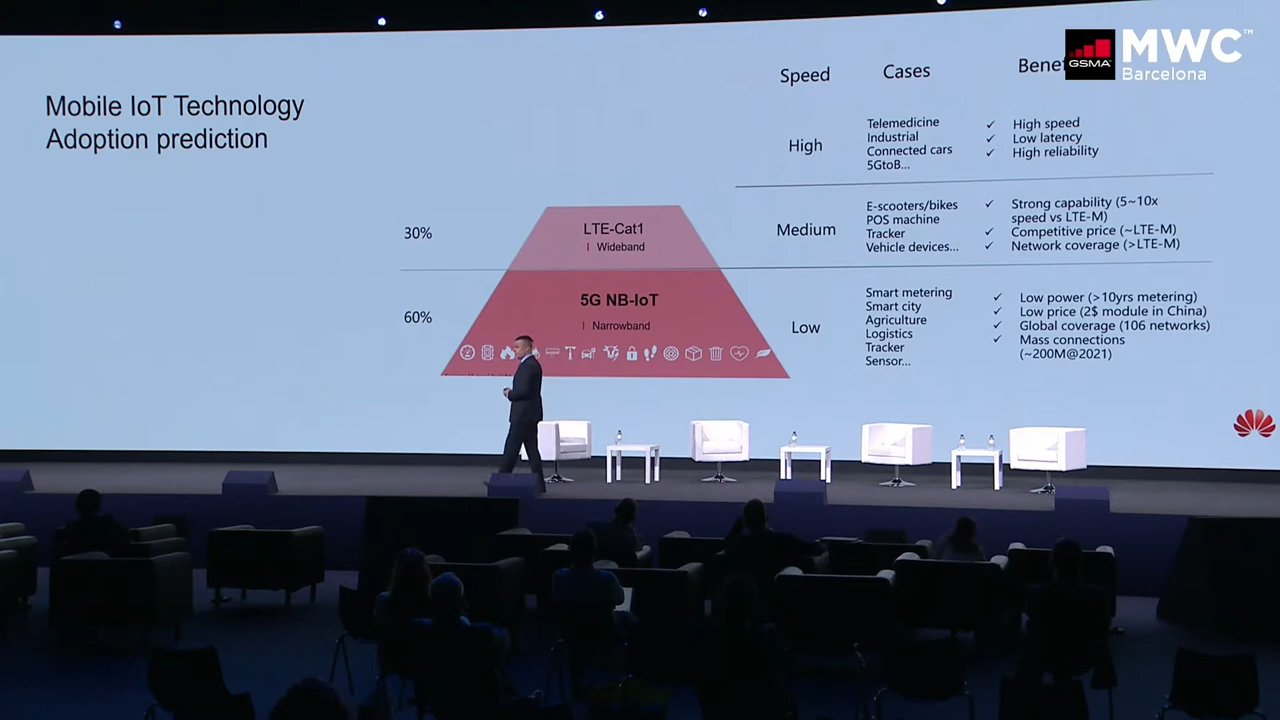 GSMA
MWC™
Barcelona
Mobile IoT Technology
Adoption prediction
Speed
Cases
High
Telemedicine
Industrial
Connected cars
5GtoB...
✓ High speed
✓ Low latency
✓ High reliability
30%
LTE-Cat1
| Wideband
Medium
E-scooters/bikes
POS machine
Tracker
Vehicle devices...
✓ Strong capability (5~10x
speed vs LTE-M)
✓ Competitive price (~LTE-M)
✓ Network coverage (>LTE-M)
60%
5G NB-IoT
| Narrowband
Low
Smart metering
Smart city
Agriculture
Logistics
Tracker
Sensor...
✓ Low power (>10yrs metering)
✓ Low price (2$ module in China)
✓ Global coverage (106 networks)
✓ Mass connections
(~200M@2021)